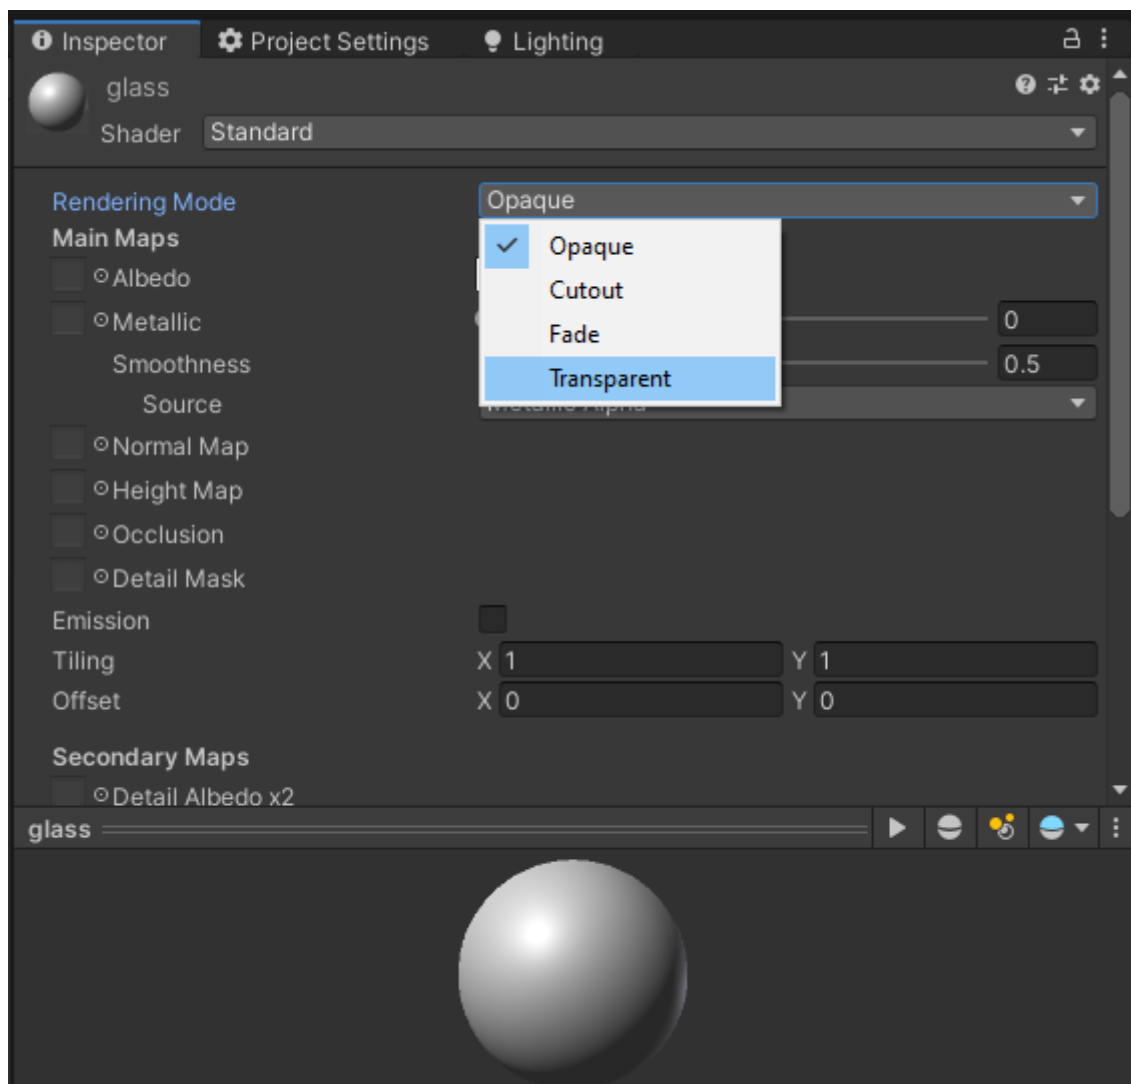 Inspector Project Settings Lighting
glass
Shader Standard
Rendering Mode Opaque
Main Maps
Opaque
Albedo
Cutout
Metallic 0
Fade
Smoothness 0.5
Transparent
Source Metallic Alpha
Normal Map
Height Map
Occlusion
Detail Mask
Emission
Tiling X 1 Y 1
Offset X 0 Y 0
Secondary Maps
Detail Albedo x2
glass